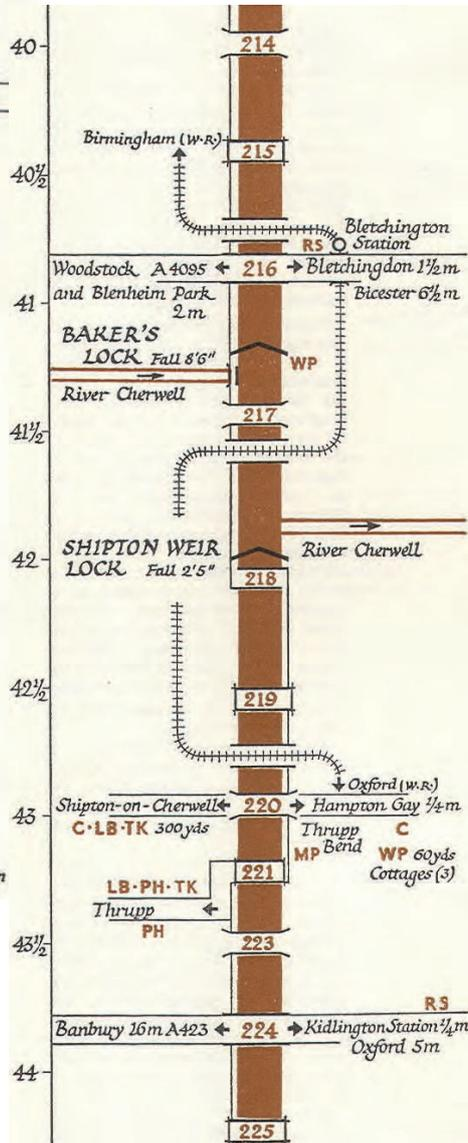 40
214
Birmingham (W.R.)
215
40½
Bletchington
RS Station
Woodstock A4095 216 Bletchingdon 1½m
and Blenheim Park Bicester 6½m
2m
41
BAKER'S
LOCK Fall 8'6"
WP
River Cherwell
217
41½
SHIPTON WEIR River Cherwell
42
LOCK Fall 2'5"
218
42½
219
Oxford (W.R.)
43
Shipton-on-Cherwell 220 Hampton Gay ¼m
C·LB·TK 300yds Thrupp C
MP Bend WP 60yds
221 Cottages (3)
LB·PH·TK
Thrupp
PH
43½
223
RS
Banbury 16m A423 224 Kidlington Station ¼m
Oxford 5m
44
225